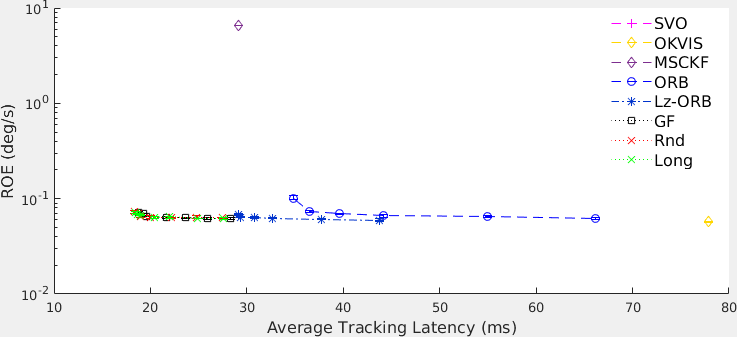 10^1
SVO
OKVIS
MSCKF
ORB
Lz-ORB
GF
Rnd
Long
10^0
10^-1
10^-2
ROE (deg/s)
10 20 30 40 50 60 70 80
Average Tracking Latency (ms)